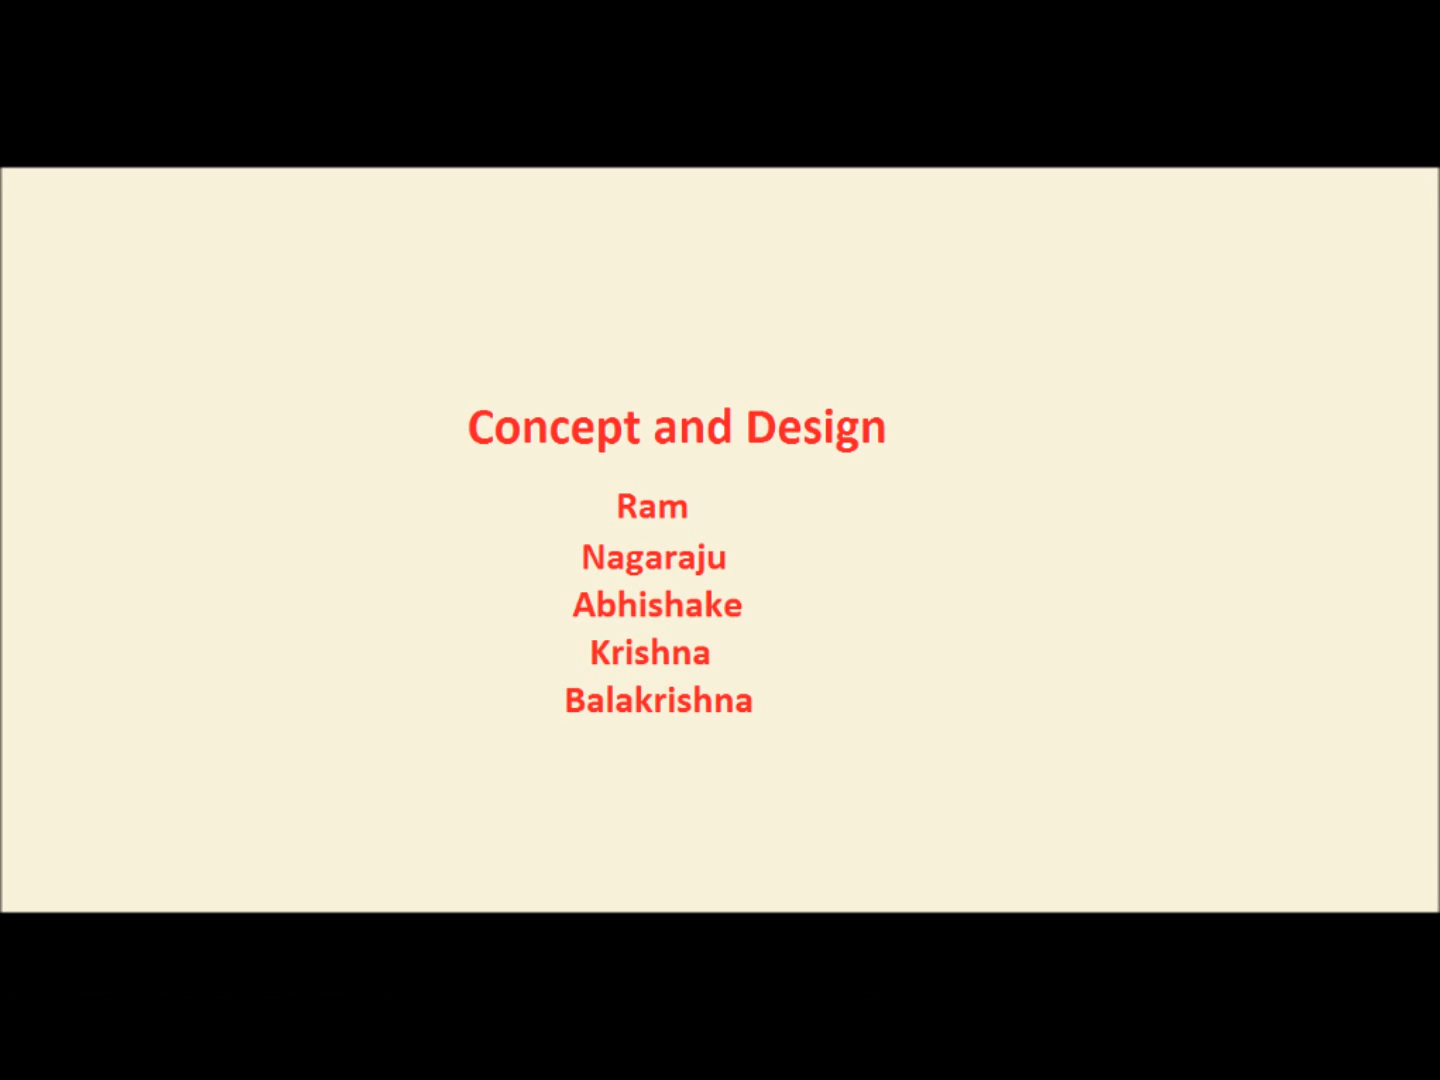 Concept and Design
Ram
Nagaraju
Abhishake
Krishna
Balakrishna